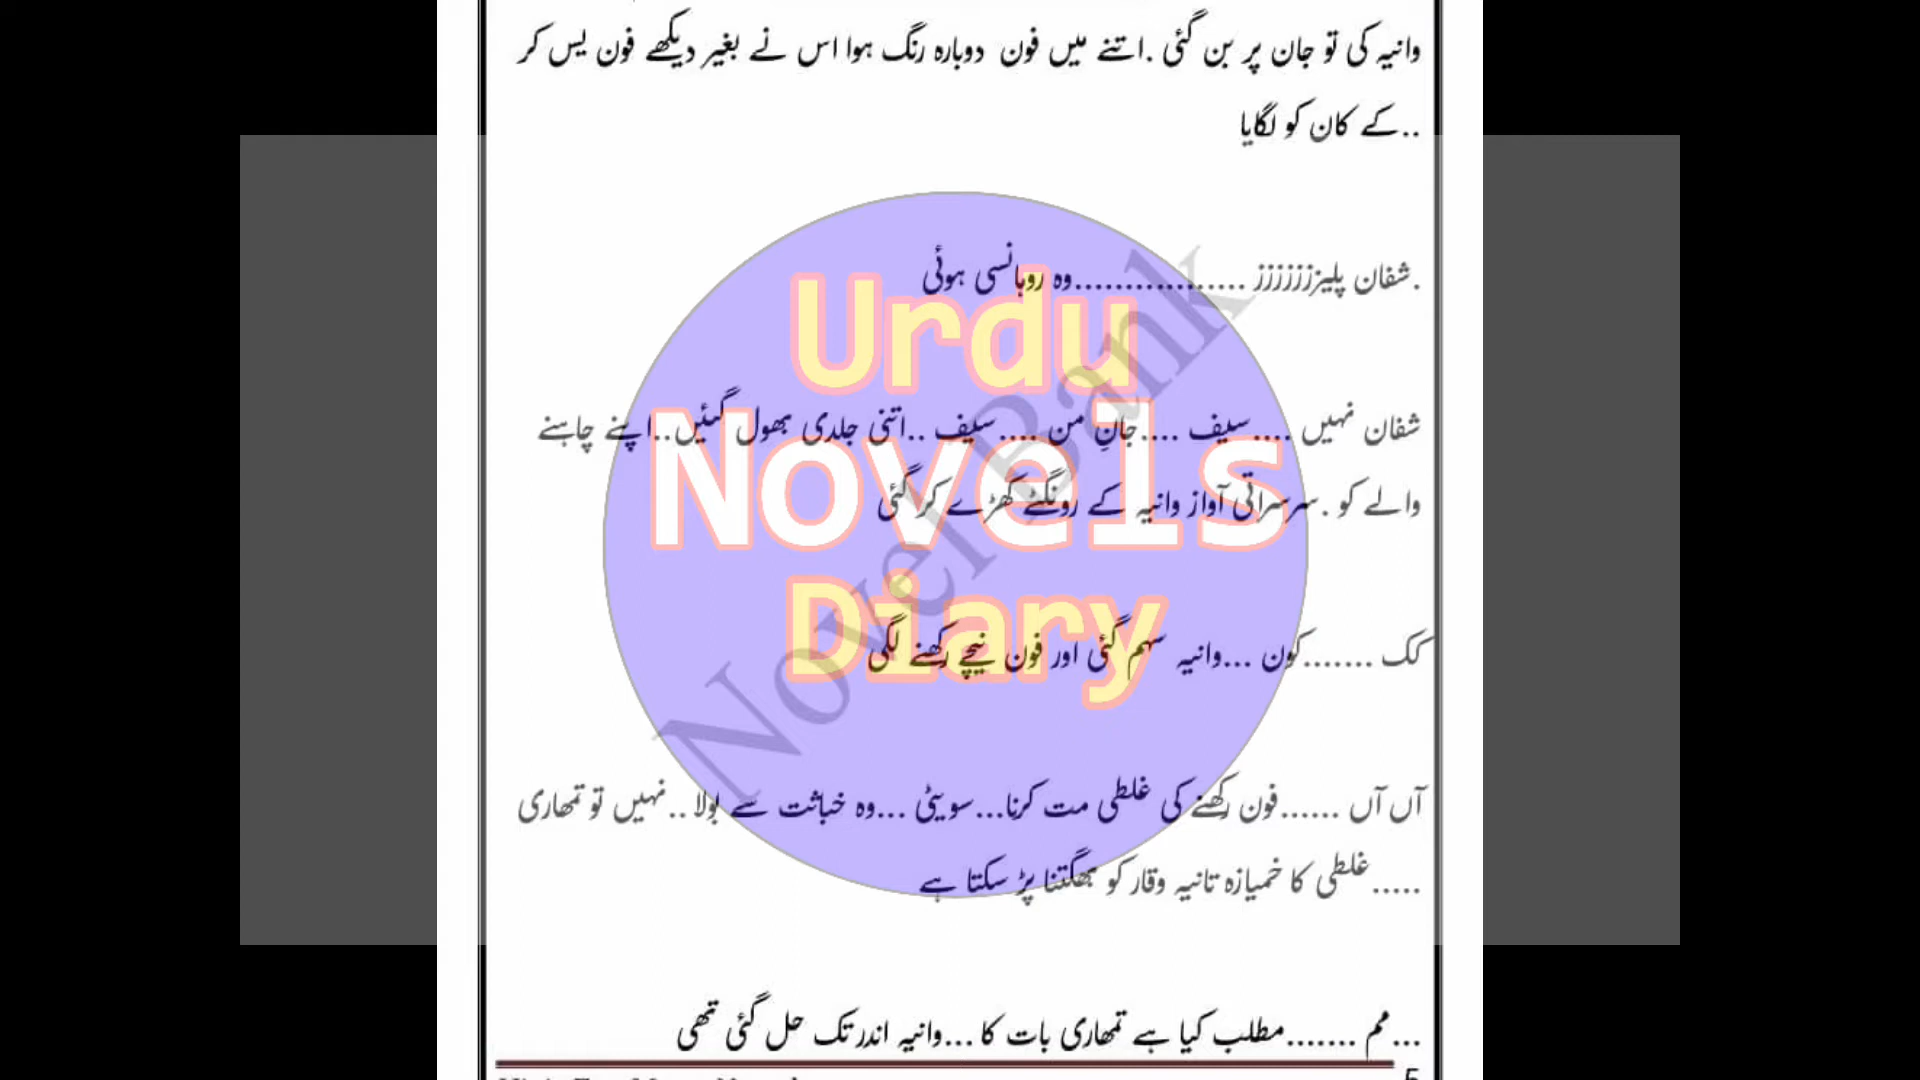 وانیہ کی تو جان پر بن گئی .اتنے میں فون دوبارہ رنگ ہوا اس نے بغیر دیکھے فون یس کر
..کے کان کو لگایا
.شفان پلیززززززز .................وہ روہانسی ہوئی
شفان نہیں ....سیف ....جانِ من ....سیف ..اتنی جلدی بھول گئیں..اپنے چاہنے
والے کو .سرسراتی آواز وانیہ کے رونگٹے کھڑے کر گئی
کک .......کون ...وانیہ سہم گئی اور فون نیچے رکھنے لگی
آں آں ......فون رکھنے کی غلطی مت کرنا...سویٹی ...وہ خباثت سے بولا ..نہیں تو تمھاری
.....غلطی کا خمیازہ تانیہ وقار کو بھگتنا پڑ سکتا ہے
...مم .......مطلب کیا ہے تمھاری بات کا ...وانیہ اندر تک حل گئی تھی
Urdu
Novels
Diary
Novel Bank
5